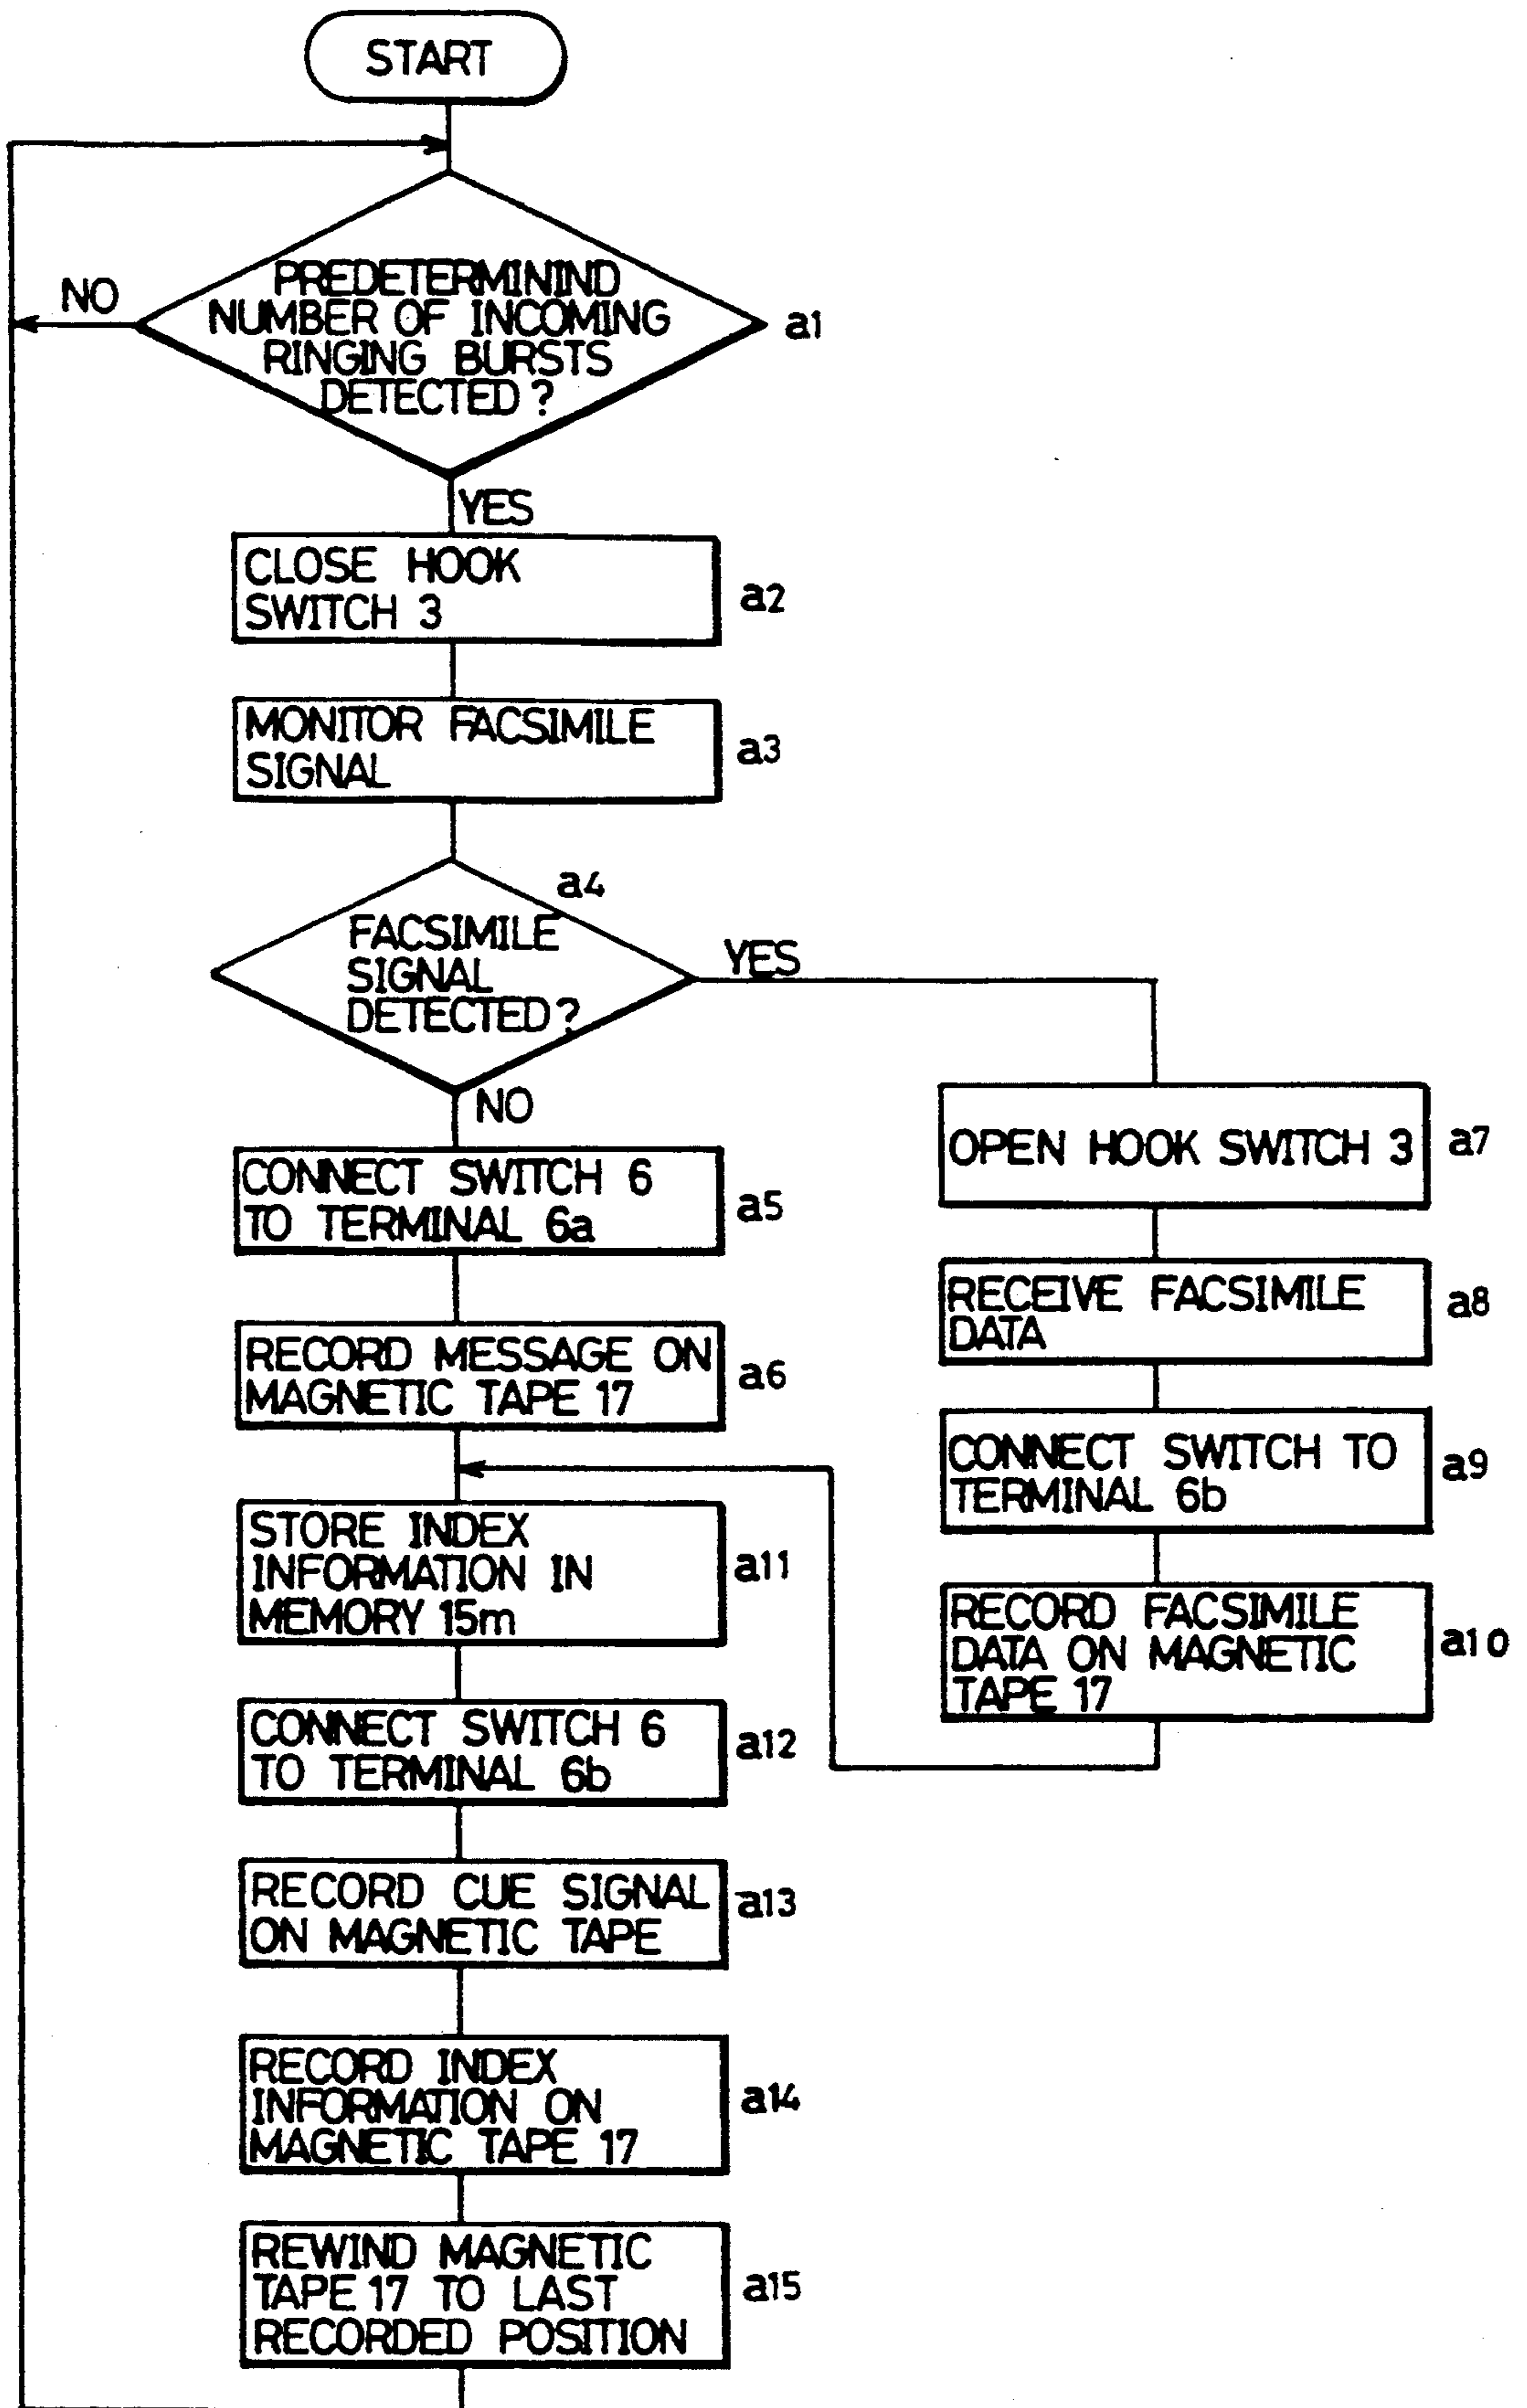 START
NO
PREDETERMININD
NUMBER OF INCOMING
RINGING BURSTS
DETECTED?
a1
YES
CLOSE HOOK
SWITCH 3
a2
MONITOR FACSIMILE
SIGNAL
a3
a4
FACSIMILE
SIGNAL
DETECTED?
YES
NO
CONNECT SWITCH 6
TO TERMINAL 6a
a5
RECORD MESSAGE ON
MAGNETIC TAPE 17
a6
OPEN HOOK SWITCH 3
a7
RECEIVE FACSIMILE
DATA
a8
CONNECT SWITCH TO
TERMINAL 6b
a9
RECORD FACSIMILE
DATA ON MAGNETIC
TAPE 17
a10
STORE INDEX
INFORMATION IN
MEMORY 15m
a11
CONNECT SWITCH 6
TO TERMINAL 6b
a12
RECORD CUE SIGNAL
ON MAGNETIC TAPE
a13
RECORD INDEX
INFORMATION ON
MAGNETIC TAPE 17
a14
REWIND MAGNETIC
TAPE 17 TO LAST
RECORDED POSITION
a15